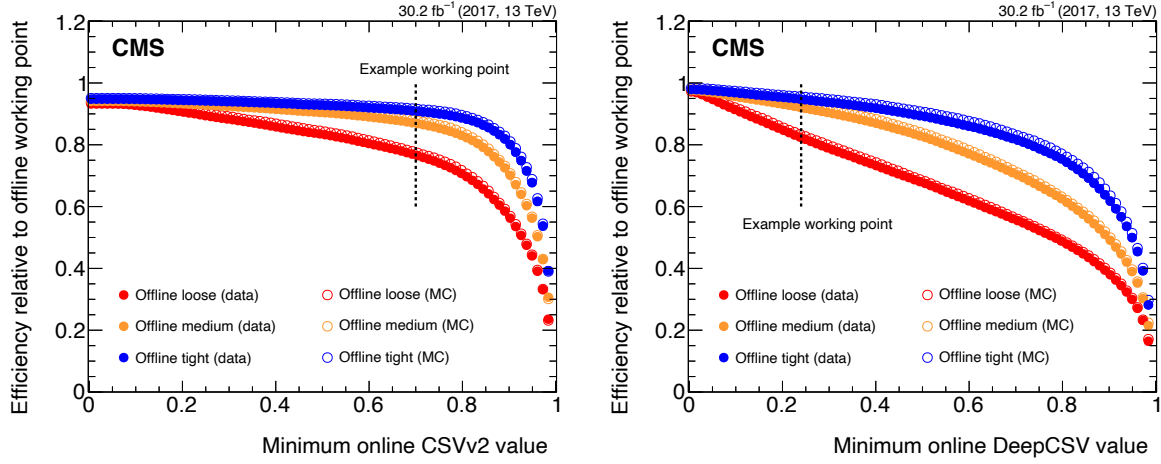 30.2 fb⁻¹ (2017, 13 TeV)
CMS
Example working point
Efficiency relative to offline working point
1.2
1
0.8
0.6
0.4
0.2
0
Offline loose (data)
Offline loose (MC)
Offline medium (data)
Offline medium (MC)
Offline tight (data)
Offline tight (MC)
0 0.2 0.4 0.6 0.8 1
Minimum online CSVv2 value
30.2 fb⁻¹ (2017, 13 TeV)
CMS
Example working point
Efficiency relative to offline working point
1.2
1
0.8
0.6
0.4
0.2
0
Offline loose (data)
Offline loose (MC)
Offline medium (data)
Offline medium (MC)
Offline tight (data)
Offline tight (MC)
0 0.2 0.4 0.6 0.8 1
Minimum online DeepCSV value